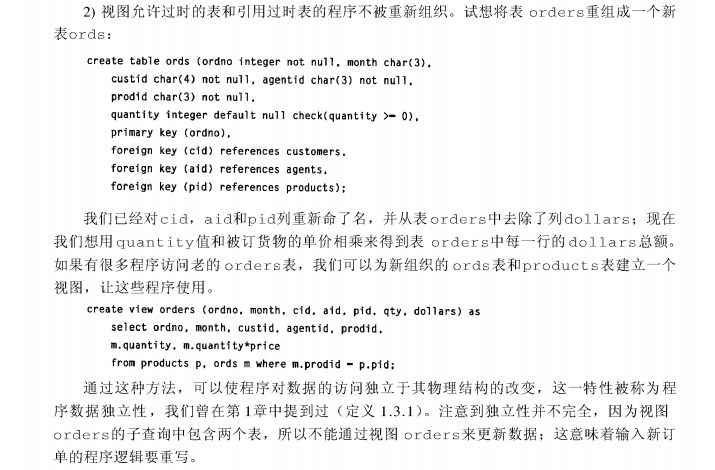 2) 视图允许过时的表和引用过时表的程序不被重新组织。试想将表 orders重组成一个新
表ords：
create table ords (ordno integer not null, month char(3),
custid char(4) not null, agentid char(3) not null,
prodid char(3) not null,
quantity integer default null check(quantity >= 0),
primary key (ordno),
foreign key (cid) references customers,
foreign key (aid) references agents,
foreign key (pid) references products);
我们已经对cid，aid和pid列重新命了名，并从表orders中去除了列dollars；现在
我们想用quantity值和被订货物的单价相乘来得到表 orders中每一行的dollars总额。
如果有很多程序访问老的 orders表，我们可以为新组织的 ords表和products表建立一个
视图，让这些程序使用。
create view orders (ordno, month, cid, aid, pid, qty, dollars) as
select ordno, month, custid, agentid, prodid,
m.quantity, m.quantity*price
from products p, ords m where m.prodid = p.pid;
通过这种方法，可以使程序对数据的访问独立于其物理结构的改变，这一特性被称为程
序数据独立性，我们曾在第 1章中提到过（定义 1.3.1）。注意到独立性并不完全，因为视图
orders的子查询中包含两个表，所以不能通过视图 orders来更新数据；这意味着输入新订
单的程序逻辑要重写。